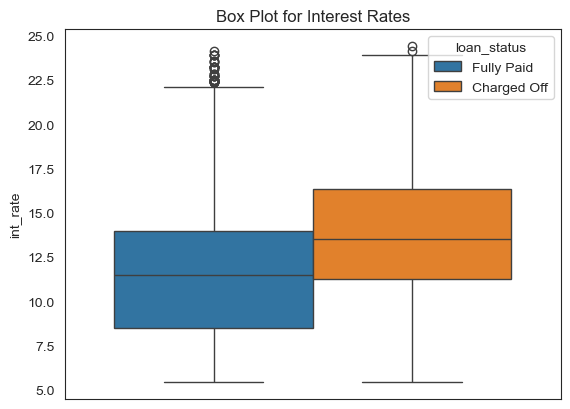 Box Plot for Interest Rates
25.0
22.5
20.0
17.5
15.0
12.5
10.0
7.5
5.0
int_rate
loan_status
Fully Paid
Charged Off